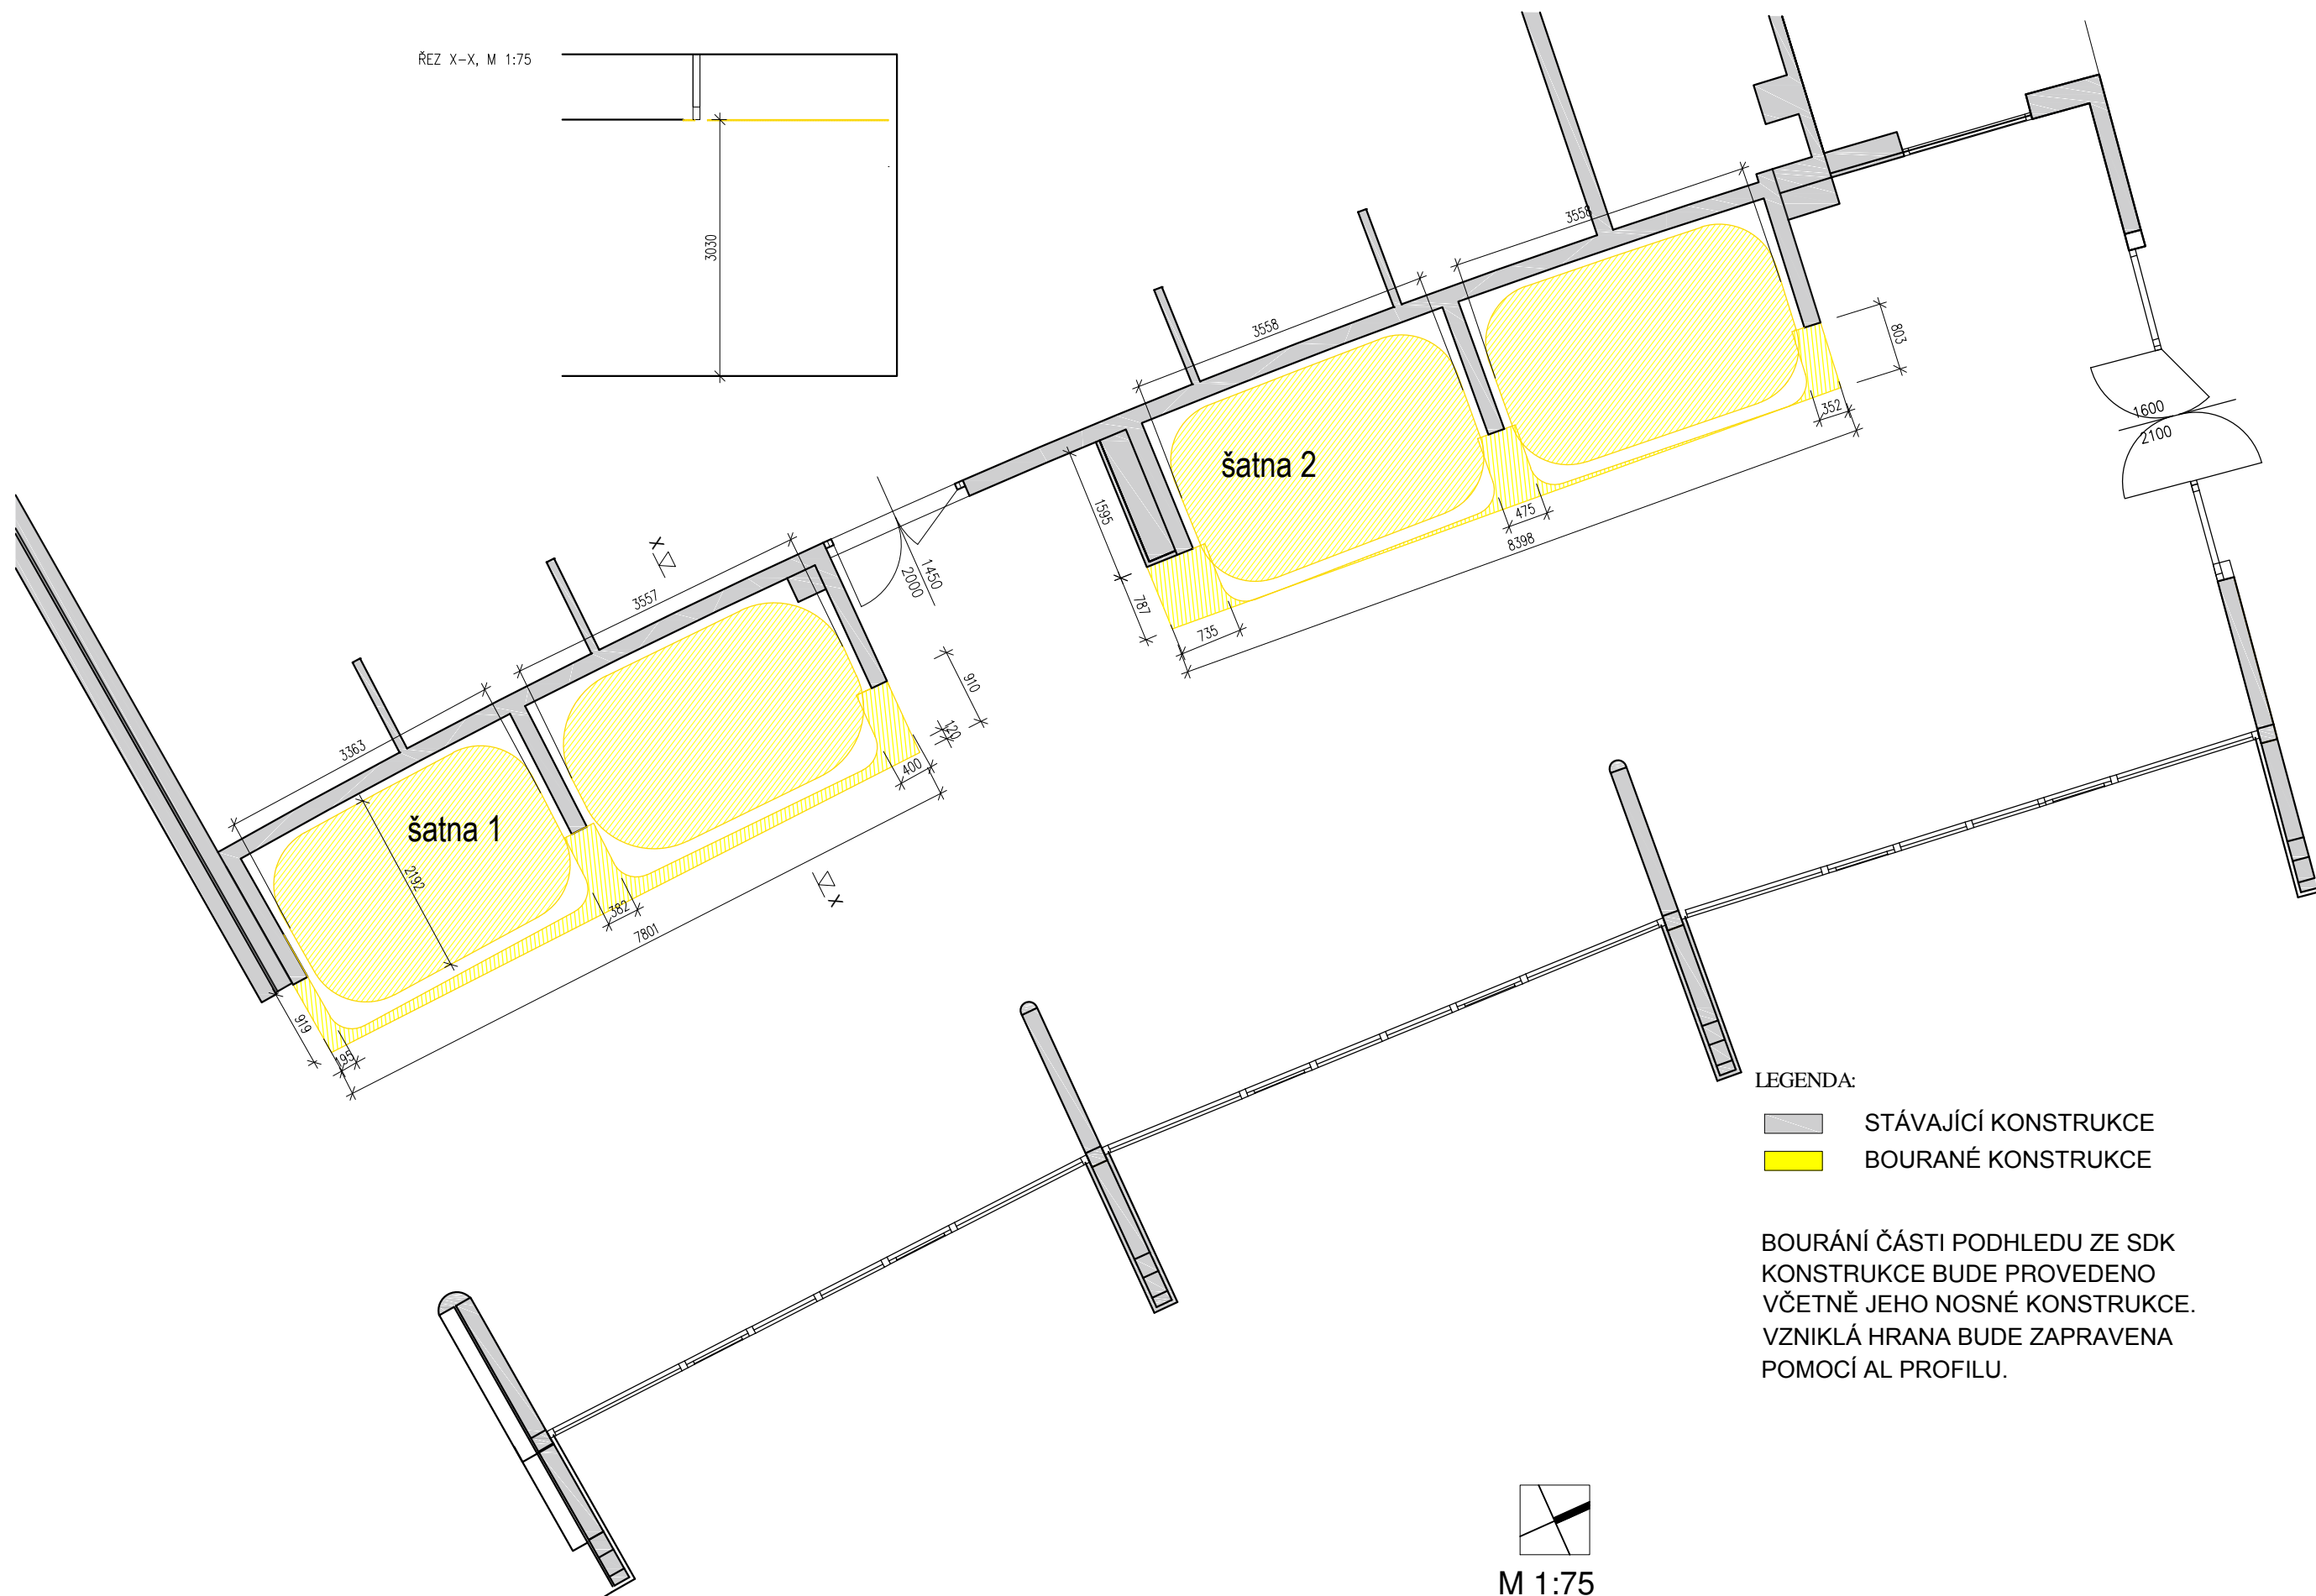 ŘEZ X-X, M 1:75
3030
3558
3558
803
352
1600
2100
šatna 2
1595
475
8398
787
735
X
3557
1450
2000
910
120
400
3363
šatna 1
2192
X
382
7801
919
195
LEGENDA:
STÁVAJÍCÍ KONSTRUKCE
BOURANÉ KONSTRUKCE
BOURÁNÍ ČÁSTI PODHLEDU ZE SDK
KONSTRUKCE BUDE PROVEDENO
VČETNĚ JEHO NOSNÉ KONSTRUKCE.
VZNIKLÁ HRANA BUDE ZAPRAVENA
POMOCÍ AL PROFILU.
M 1:75